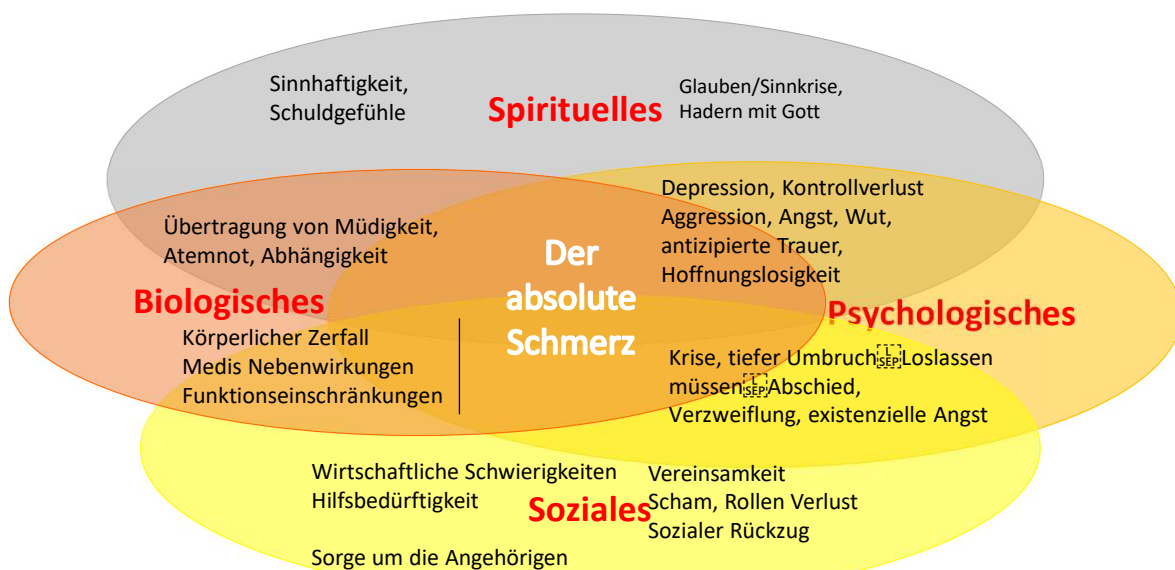 Sinnhaftigkeit,
Schuldgefühle
Spirituelles
Glauben/Sinnkrise,
Hadern mit Gott
Übertragung von Müdigkeit,
Atemnot, Abhängigkeit
Biologisches
Körperlicher Zerfall
Medis Nebenwirkungen
Funktionseinschränkungen
Der
absolute
Schmerz
Depression, Kontrollverlust
Aggression, Angst, Wut,
antizipierte Trauer,
Hoffnungslosigkeit
Psychologisches
Krise, tiefer Umbruch LSEP Loslassen
müssen LSEP Abschied,
Verzweiflung, existenzielle Angst
Wirtschaftliche Schwierigkeiten
Hilfsbedürftigkeit
Sorge um die Angehörigen
Soziales
Vereinsamkeit
Scham, Rollen Verlust
Sozialer Rückzug